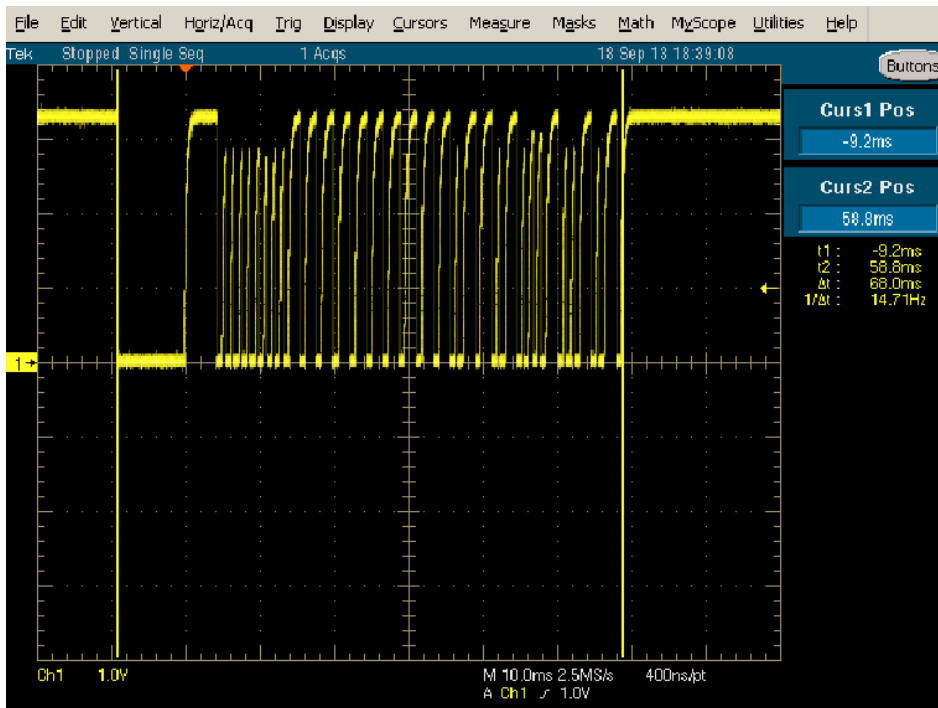 File Edit Vertical Horiz/Acq Trig Display Cursors Measure Masks Math MyScope Utilities Help
Tek Stopped Single Seq 1 Acqs 18 Sep 13 18:39:08
Buttons
Curs1 Pos
-9.2ms
Curs2 Pos
58.8ms
t1 : -9.2ms
t2 : 58.8ms
Δt : 68.0ms
1/Δt : 14.71Hz
1
Ch1 1.0V M 10.0ms 2.5MS/s 400ns/pt
A Ch1 1.0V